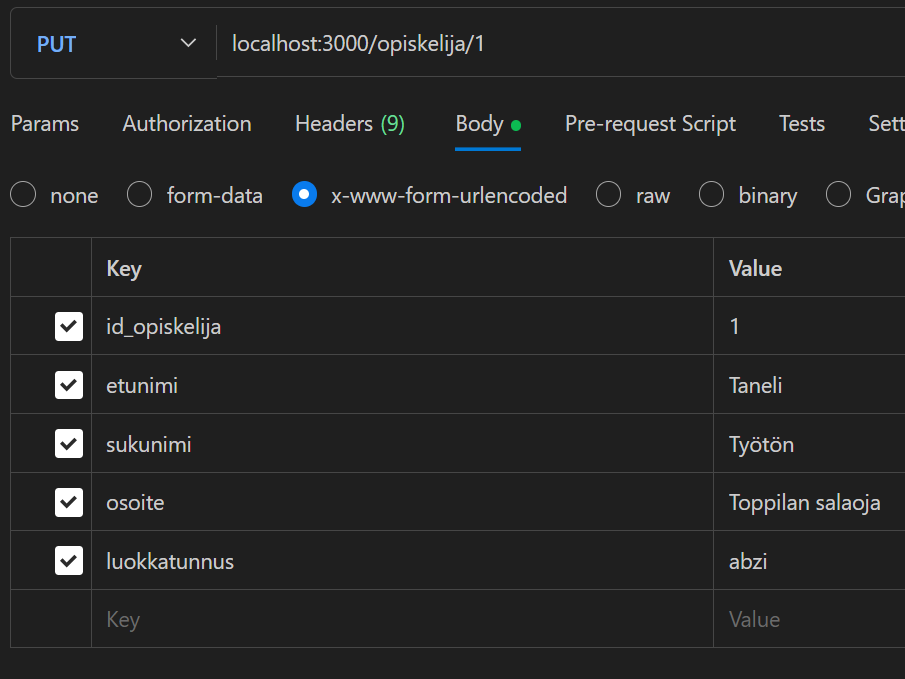 PUT localhost:3000/opiskelija/1
Params Authorization Headers (9) Body Pre-request Script Tests Sett
none form-data x-www-form-urlencoded raw binary Grap
Key Value
id_opiskelija 1
etunimi Taneli
sukunimi Työtön
osoite Toppilan salaoja
luokkatunnus abzi
Key Value